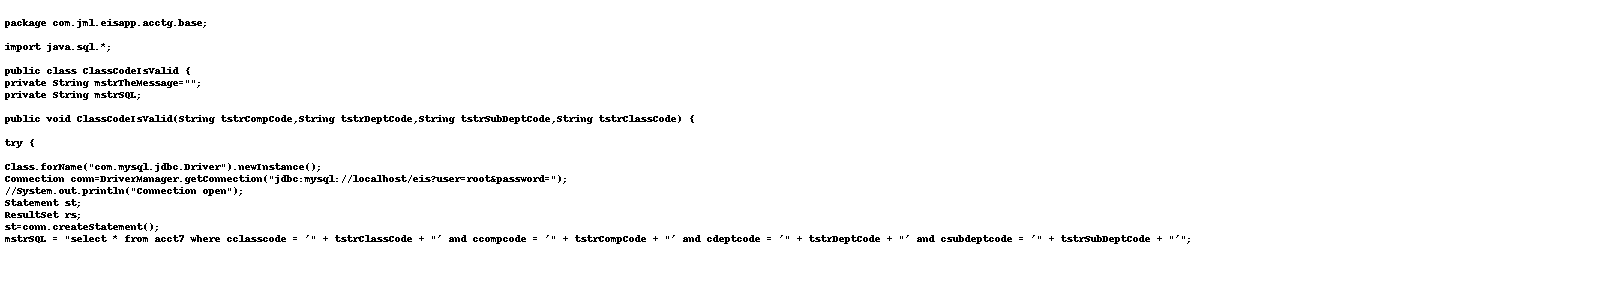 package com.jml.eisapp.acctg.base;
import java.sql.*;
public class ClassCodeIsValid {
private String mstrTheMessage="";
private String mstrSQL;
public void ClassCodeIsValid(String tstrCompCode,String tstrDeptCode,String tstrSubDeptCode,String tstrClassCode) {
try {
Class.forName("com.mysql.jdbc.Driver").newInstance();
Connection conn=DriverManager.getConnection("jdbc:mysql://localhost/eis?user=root&password=");
//System.out.println("Connection open");
Statement st;
ResultSet rs;
st=conn.createStatement();
mstrSQL = "select * from acct7 where cclasscode = '" + tstrClassCode + "' and ccompcode = '" + tstrCompCode + "' and cdeptcode = '" + tstrDeptCode + "' and csubdeptcode = '" + tstrSubDeptCode + "'";